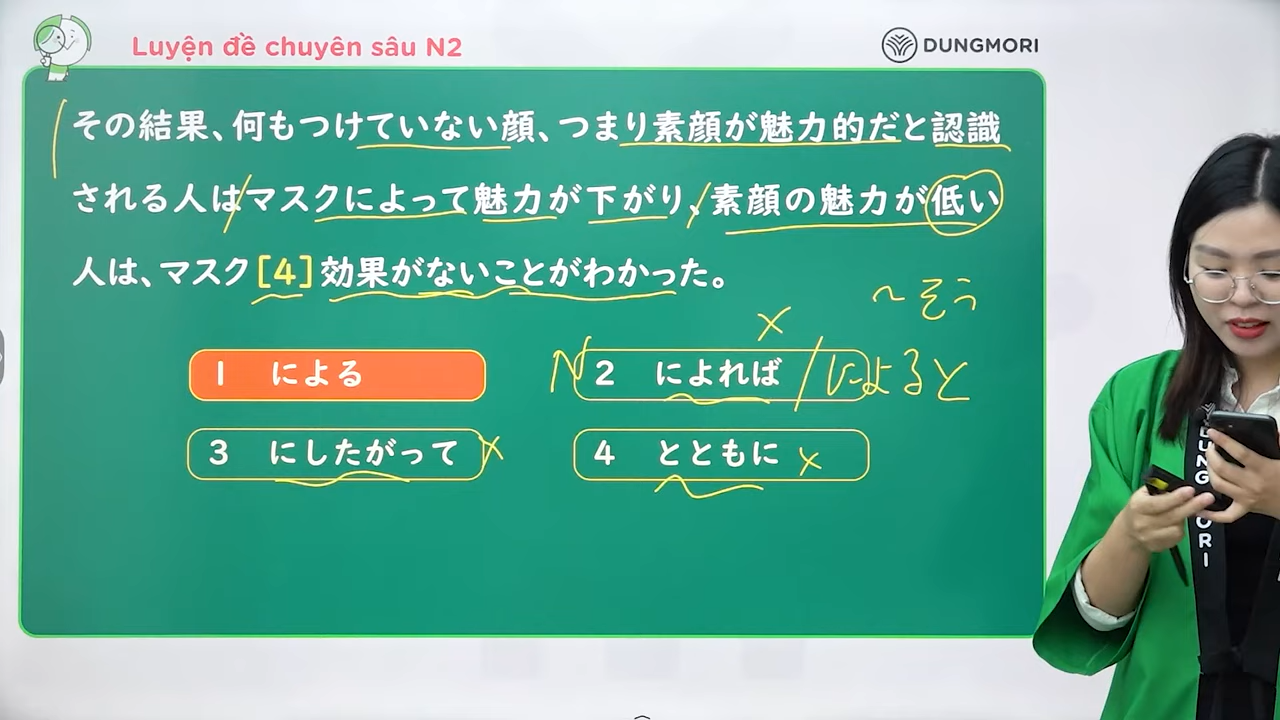 Luyện đề chuyên sâu N2
DUNGMORI
その結果、何もつけていない顔、つまり素顔が魅力的だと認識
される人はマスクによって魅力が下がり、素顔の魅力が低い
人は、マスク[4]効果がないことがわかった。
~そう
x
1 による
N 2 によれば / によると
3 にしたがって x
4 とともに x
DUNGMORI